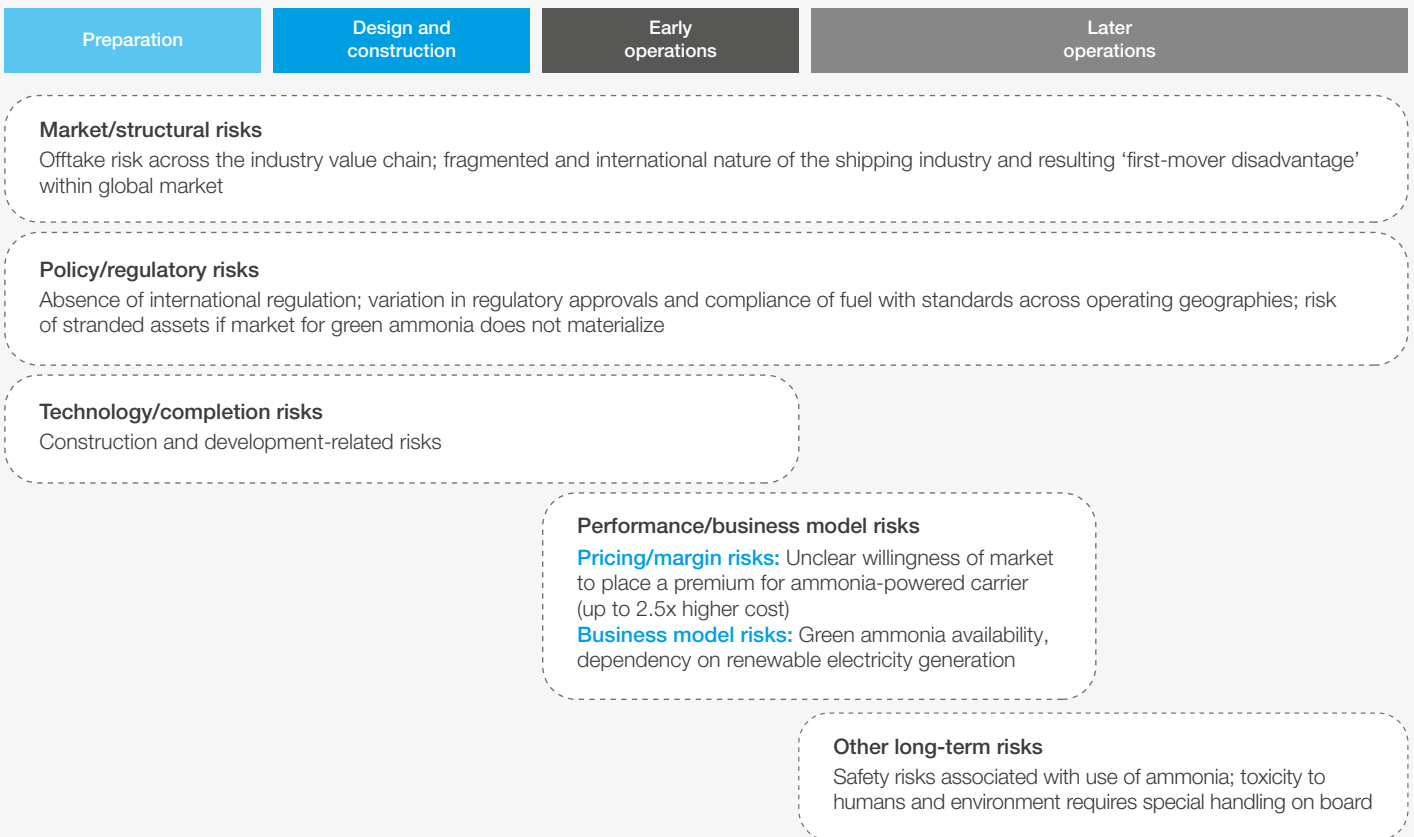 Preparation
Design and
construction
Early
operations
Later
operations
Market/structural risks
Offtake risk across the industry value chain; fragmented and international nature of the shipping industry and resulting ‘first-mover disadvantage’
within global market
Policy/regulatory risks
Absence of international regulation; variation in regulatory approvals and compliance of fuel with standards across operating geographies; risk
of stranded assets if market for green ammonia does not materialize
Technology/completion risks
Construction and development-related risks
Performance/business model risks
Pricing/margin risks: Unclear willingness of market
to place a premium for ammonia-powered carrier
(up to 2.5x higher cost)
Business model risks: Green ammonia availability,
dependency on renewable electricity generation
Other long-term risks
Safety risks associated with use of ammonia; toxicity to
humans and environment requires special handling on board